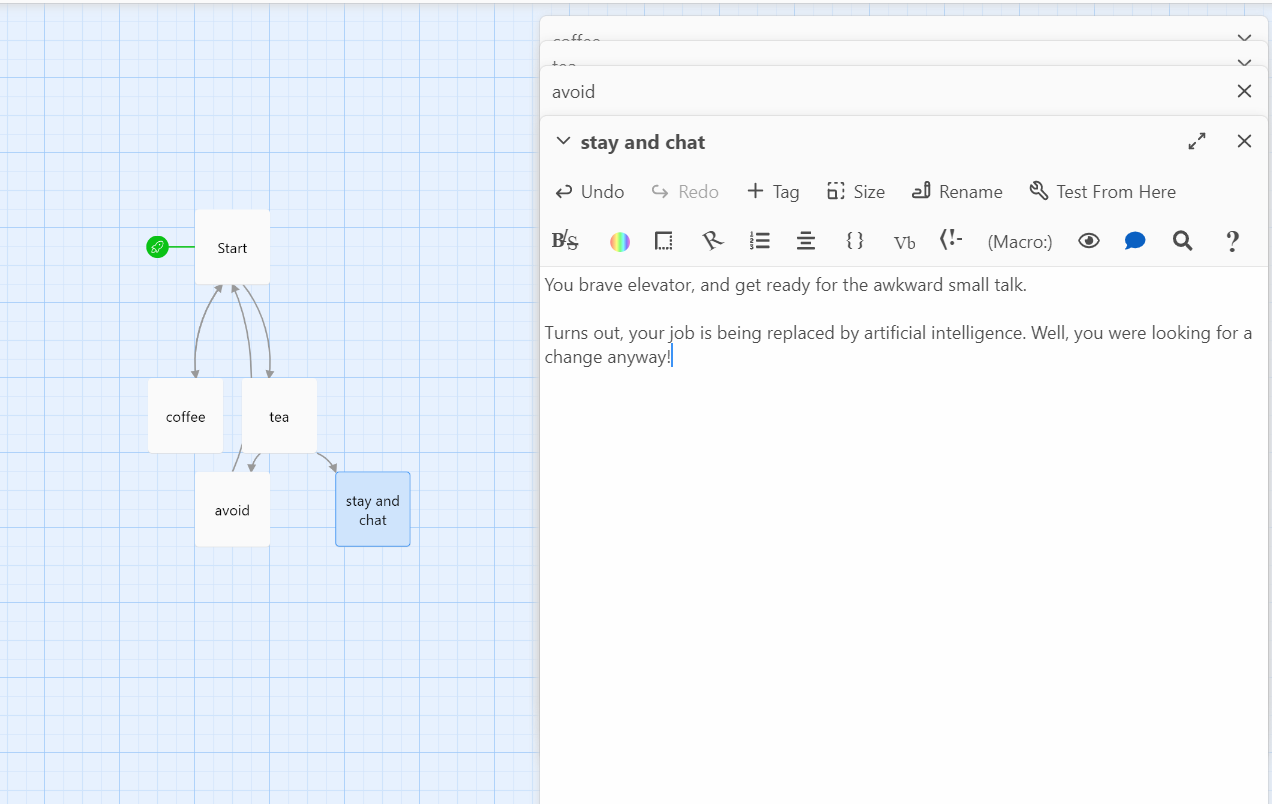 coffee
tea
avoid
stay and chat
Undo Redo Tag Size Rename Test From Here
B/S Vb (Macro:) ?
You brave elevator, and get ready for the awkward small talk.
Turns out, your job is being replaced by artificial intelligence. Well, you were looking for a
change anyway!
Start
coffee
tea
avoid
stay and
chat